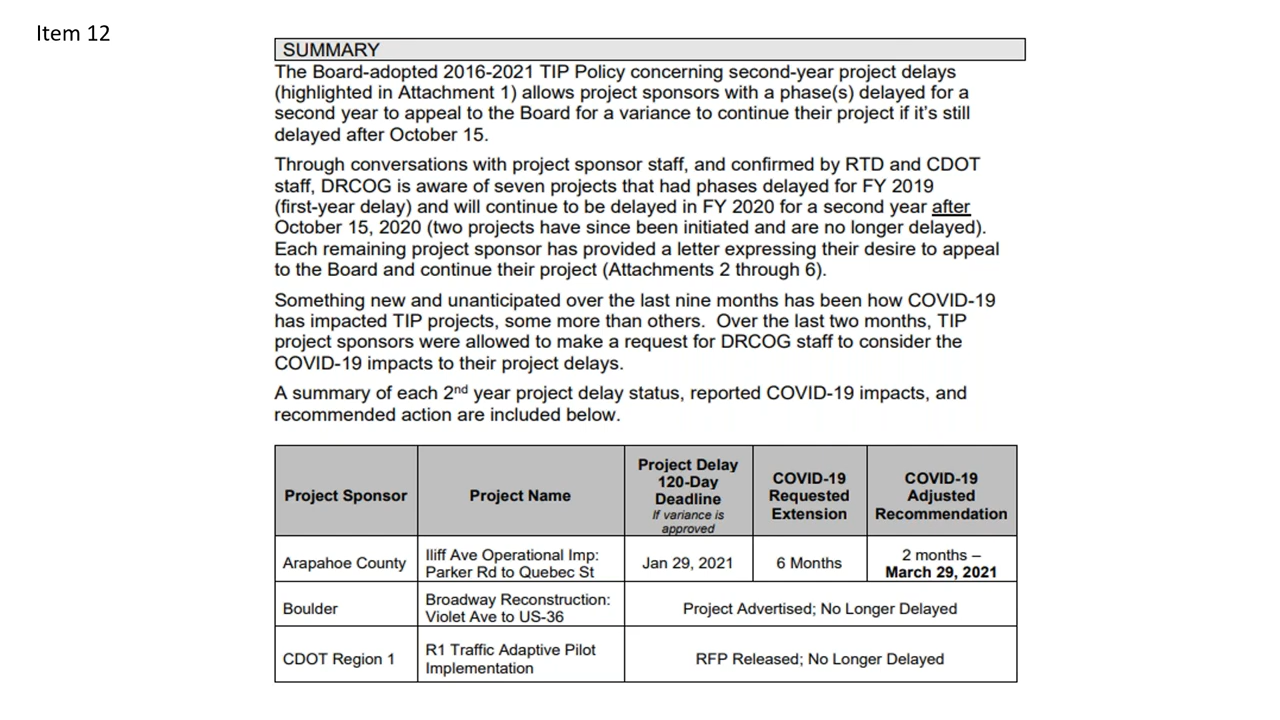 Item 12
SUMMARY
The Board-adopted 2016-2021 TIP Policy concerning second-year project delays
(highlighted in Attachment 1) allows project sponsors with a phase(s) delayed for a
second year to appeal to the Board for a variance to continue their project if it's still
delayed after October 15.
Through conversations with project sponsor staff, and confirmed by RTD and CDOT
staff, DRCOG is aware of seven projects that had phases delayed for FY 2019
(first-year delay) and will continue to be delayed in FY 2020 for a second year after
October 15, 2020 (two projects have since been initiated and are no longer delayed).
Each remaining project sponsor has provided a letter expressing their desire to appeal
to the Board and continue their project (Attachments 2 through 6).
Something new and unanticipated over the last nine months has been how COVID-19
has impacted TIP projects, some more than others.  Over the last two months, TIP
project sponsors were allowed to make a request for DRCOG staff to consider the
COVID-19 impacts to their project delays.
A summary of each 2nd year project delay status, reported COVID-19 impacts, and
recommended action are included below.
Project Sponsor
Project Name
Project Delay
120-Day
Deadline
If variance is
approved
COVID-19
Requested
Extension
COVID-19
Adjusted
Recommendation
Arapahoe County
Iliff Ave Operational Imp:
Parker Rd to Quebec St
Jan 29, 2021
6 Months
2 months –
March 29, 2021
Boulder
Broadway Reconstruction:
Violet Ave to US-36
Project Advertised; No Longer Delayed
CDOT Region 1
R1 Traffic Adaptive Pilot
Implementation
RFP Released; No Longer Delayed